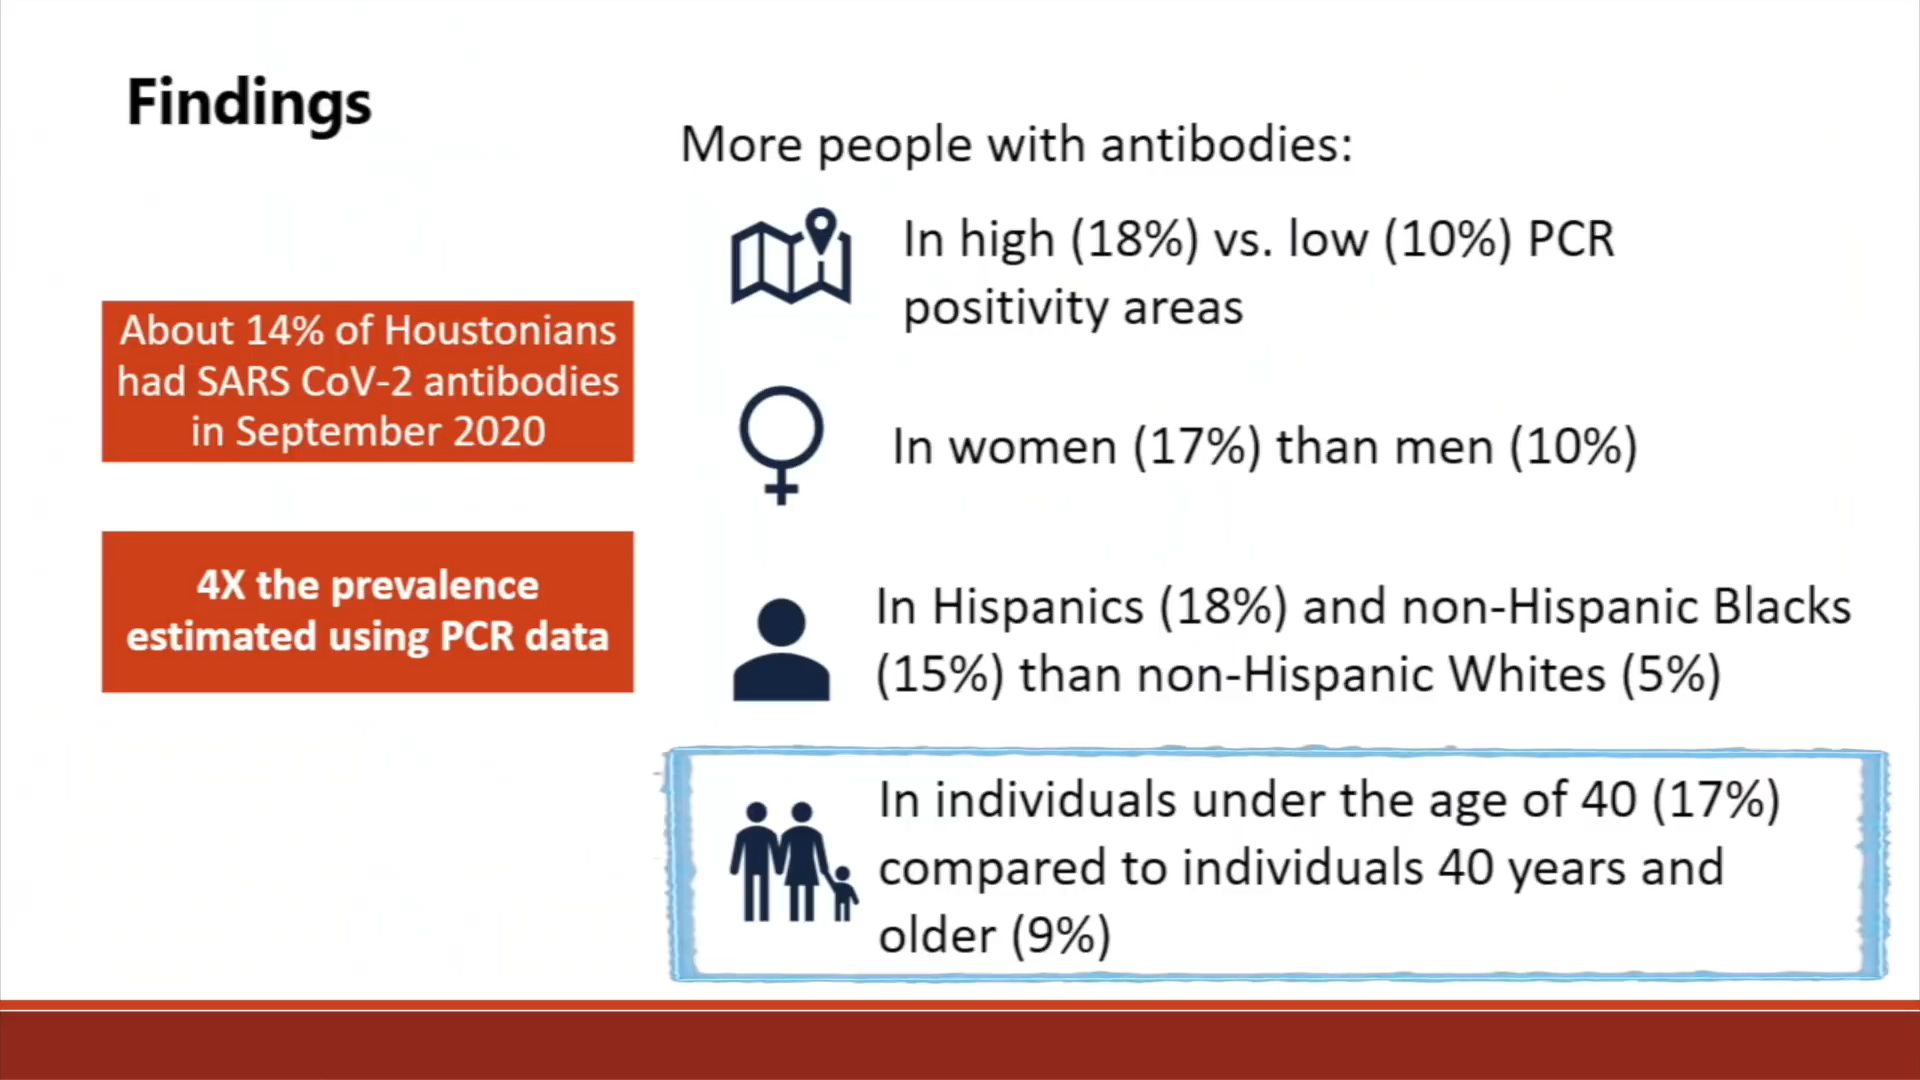 Findings
About 14% of Houstonians
had SARS CoV-2 antibodies
in September 2020
4X the prevalence
estimated using PCR data
More people with antibodies:
In high (18%) vs. low (10%) PCR
positivity areas
In women (17%) than men (10%)
In Hispanics (18%) and non-Hispanic Blacks
(15%) than non-Hispanic Whites (5%)
In individuals under the age of 40 (17%)
compared to individuals 40 years and
older (9%)